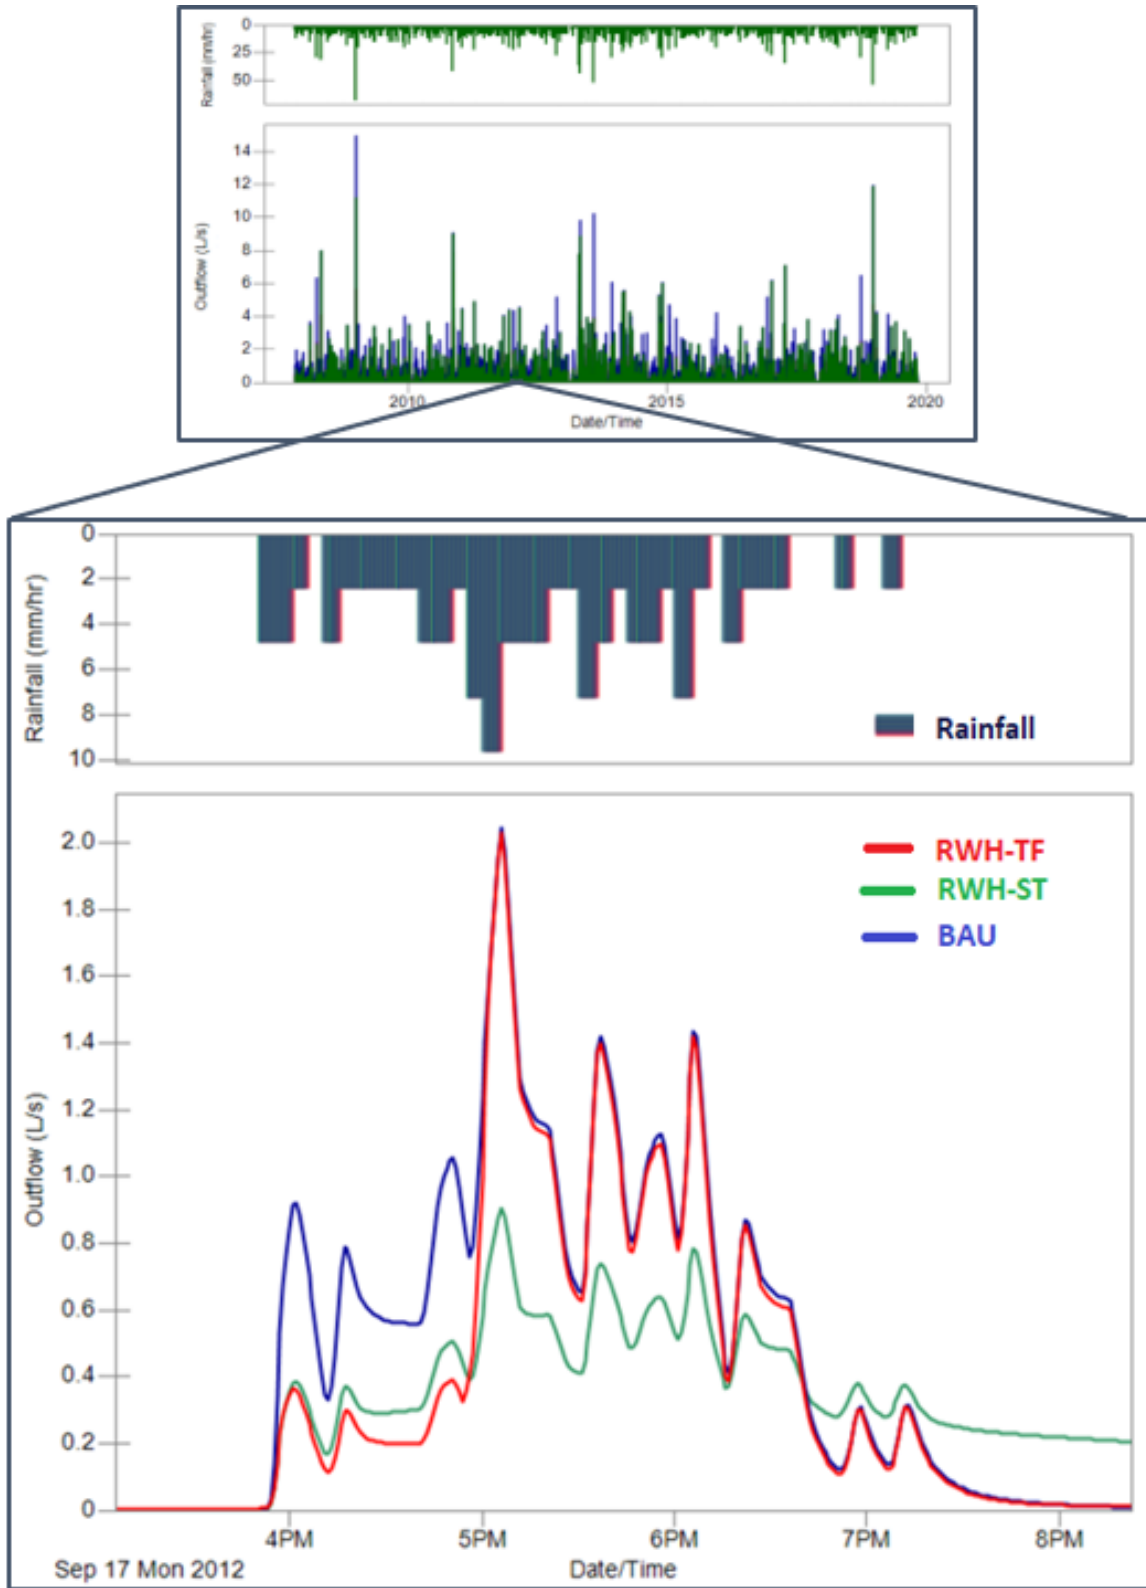 0
25
50
Rainfall (mm/hr)
14
12
10
8
6
4
2
0
Outflow (L/s)
2010 2015 2020
Date/Time
0
2
4
6
8
10
Rainfall (mm/hr)
Rainfall
2.0
1.8
1.6
1.4
1.2
1.0
0.8
0.6
0.4
0.2
0
Outflow (L/s)
RWH-TF
RWH-ST
BAU
4PM 5PM 6PM 7PM 8PM
Sep 17 Mon 2012 Date/Time